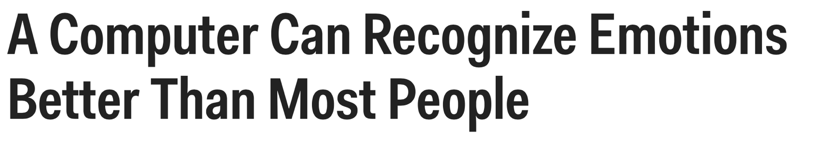 A Computer Can Recognize Emotions
Better Than Most People